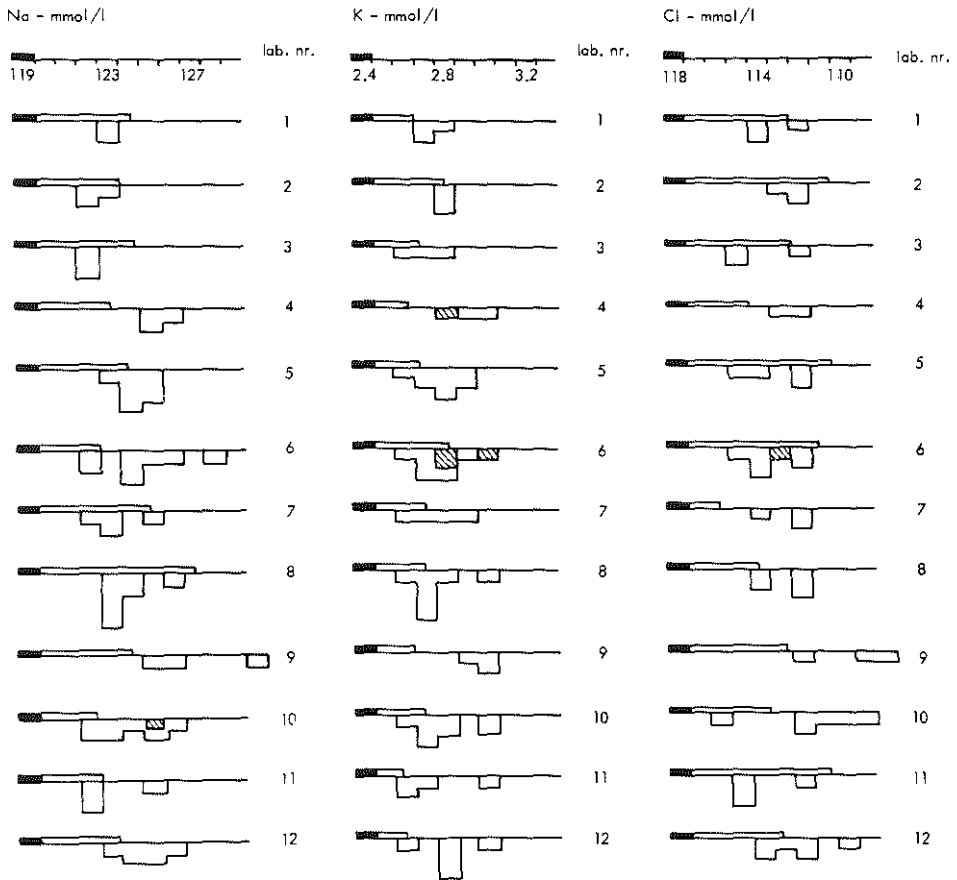 Na - mmol/l K - mmol/l Cl - mmol/l
lab. nr. lab. nr. lab. nr.
119 123 127 2.4 2.8 3.2 118 114 110
1 1 1
2 2 2
3 3 3
4 4 4
5 5 5
6 6 6
7 7 7
8 8 8
9 9 9
10 10 10
11 11 11
12 12 12